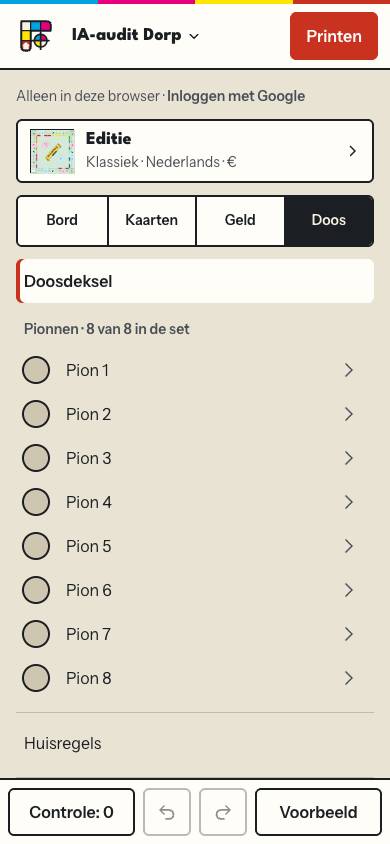 IA-audit Dorp
Printen
Alleen in deze browser · Inloggen met Google
Editie
Klassiek · Nederlands · €
Bord
Kaarten
Geld
Doos
Doosdeksel
Pionnen · 8 van 8 in de set
Pion 1
Pion 2
Pion 3
Pion 4
Pion 5
Pion 6
Pion 7
Pion 8
Huisregels
Controle: 0
Voorbeeld